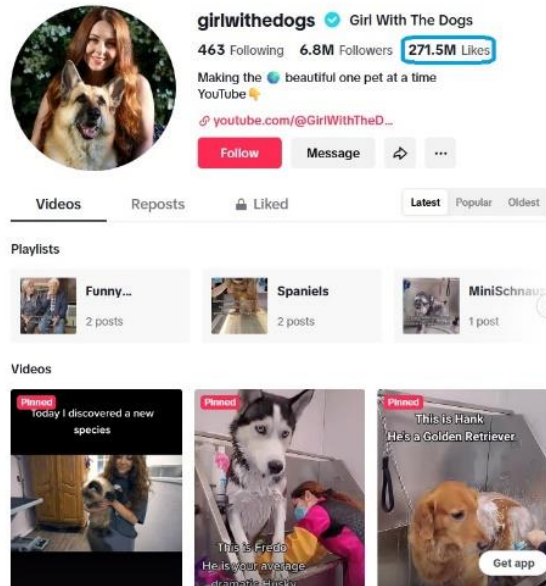 girlwithedogs Girl With The Dogs
463 Following 6.8M Followers 271.5M Likes
Making the 🌎 beautiful one pet at a time
YouTube👇
youtube.com/@GirlWithTheD...
Follow Message ...
Videos Reposts Liked
Latest Popular Oldest
Playlists
Funny...
2 posts
Spaniels
2 posts
MiniSchnau
1 post
Videos
Pinned
Today I discovered a new
species
Pinned
This is Fredo
He is your average
dramatic Husky
Pinned
This is Hank
He's a Golden Retriever
Get app